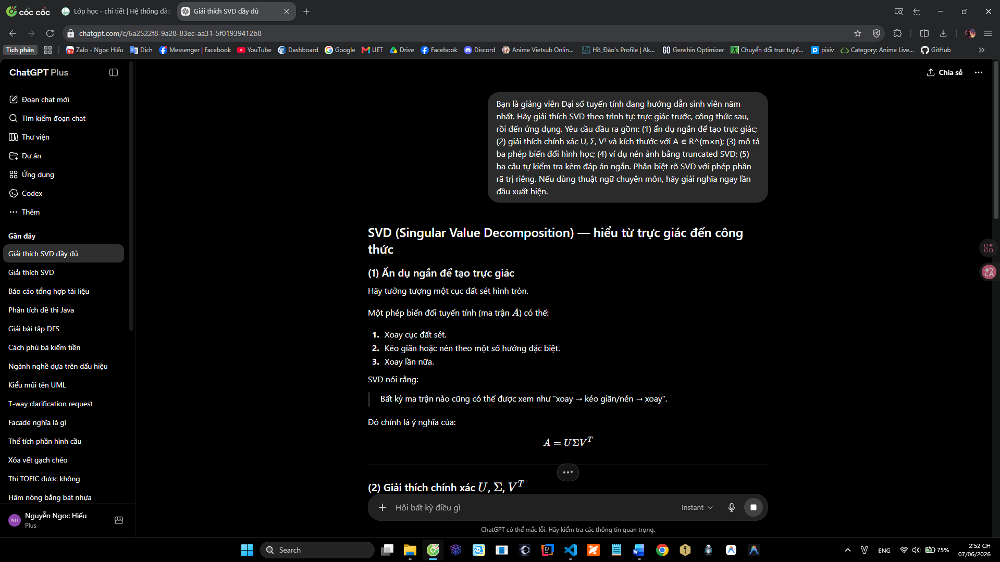 cốc cốc
Lớp học - chi tiết | Hệ thống đào
Giải thích SVD đầy đủ
chatgpt.com/c/6a2522f8-9a28-83ec-aa31-5f01939412b8
Tích phân
Zalo - Ngọc Hiếu
Dịch
Messenger | Facebook
YouTube
Dashboard
Google
UET
Drive
Facebook
Discord
Anime Vietsub Onlin...
Hồ_Đào's Profile | Ak...
Genshin Optimizer
Chuyển đổi trực tuyế...
pixiv
Category: Anime Live...
GitHub
ChatGPT Plus
Chia sẻ
Đoạn chat mới
Tìm kiếm đoạn chat
Thư viện
Dự án
Ứng dụng
Codex
Thêm
Gần đây
Giải thích SVD đầy đủ
Giải thích SVD
Báo cáo tổng hợp tài liệu
Phân tích đề thi Java
Giải bài tập DFS
Cách phú bà kiếm tiền
Ngành nghề dựa trên dấu hiệu
Kiểu mũi tên UML
T-way clarification request
Facade nghĩa là gì
Thể tích phần hình cầu
Xóa vết gạch chéo
Thi TOEIC được không
Hâm nóng bằng bát nhựa
NH
Nguyễn Ngọc Hiếu
Plus
Bạn là giảng viên Đại số tuyến tính đang hướng dẫn sinh viên năm
nhất. Hãy giải thích SVD theo trình tự: trực giác trước, công thức sau,
rồi đến ứng dụng. Yêu cầu đầu ra gồm: (1) ẩn dụ ngắn để tạo trực giác;
(2) giải thích chính xác U, Σ, Vᵀ và kích thước với A ∈ R^(m×n); (3) mô tả
ba phép biến đổi hình học; (4) ví dụ nén ảnh bằng truncated SVD; (5)
ba câu tự kiểm tra kèm đáp án ngắn. Phân biệt rõ SVD với phép phân
rã trị riêng. Nếu dùng thuật ngữ chuyên môn, hãy giải nghĩa ngay lần
đầu xuất hiện.
SVD (Singular Value Decomposition) — hiểu từ trực giác đến công
thức
(1) Ẩn dụ ngắn để tạo trực giác
Hãy tưởng tượng một cục đất sét hình tròn.
Một phép biến đổi tuyến tính (ma trận A) có thể:
1. Xoay cục đất sét.
2. Kéo giãn hoặc nén theo một số hướng đặc biệt.
3. Xoay lần nữa.
SVD nói rằng:
Bất kỳ ma trận nào cũng có thể được xem như "xoay → kéo giãn/nén → xoay".
Đó chính là ý nghĩa của:
A = UΣVᵀ
(2) Giải thích chính xác U, Σ, Vᵀ
Hỏi bất kỳ điều gì
Instant
ChatGPT có thể mắc lỗi. Hãy kiểm tra các thông tin quan trọng.
Search
ENG
75%
2:52 CH
07/06/2026